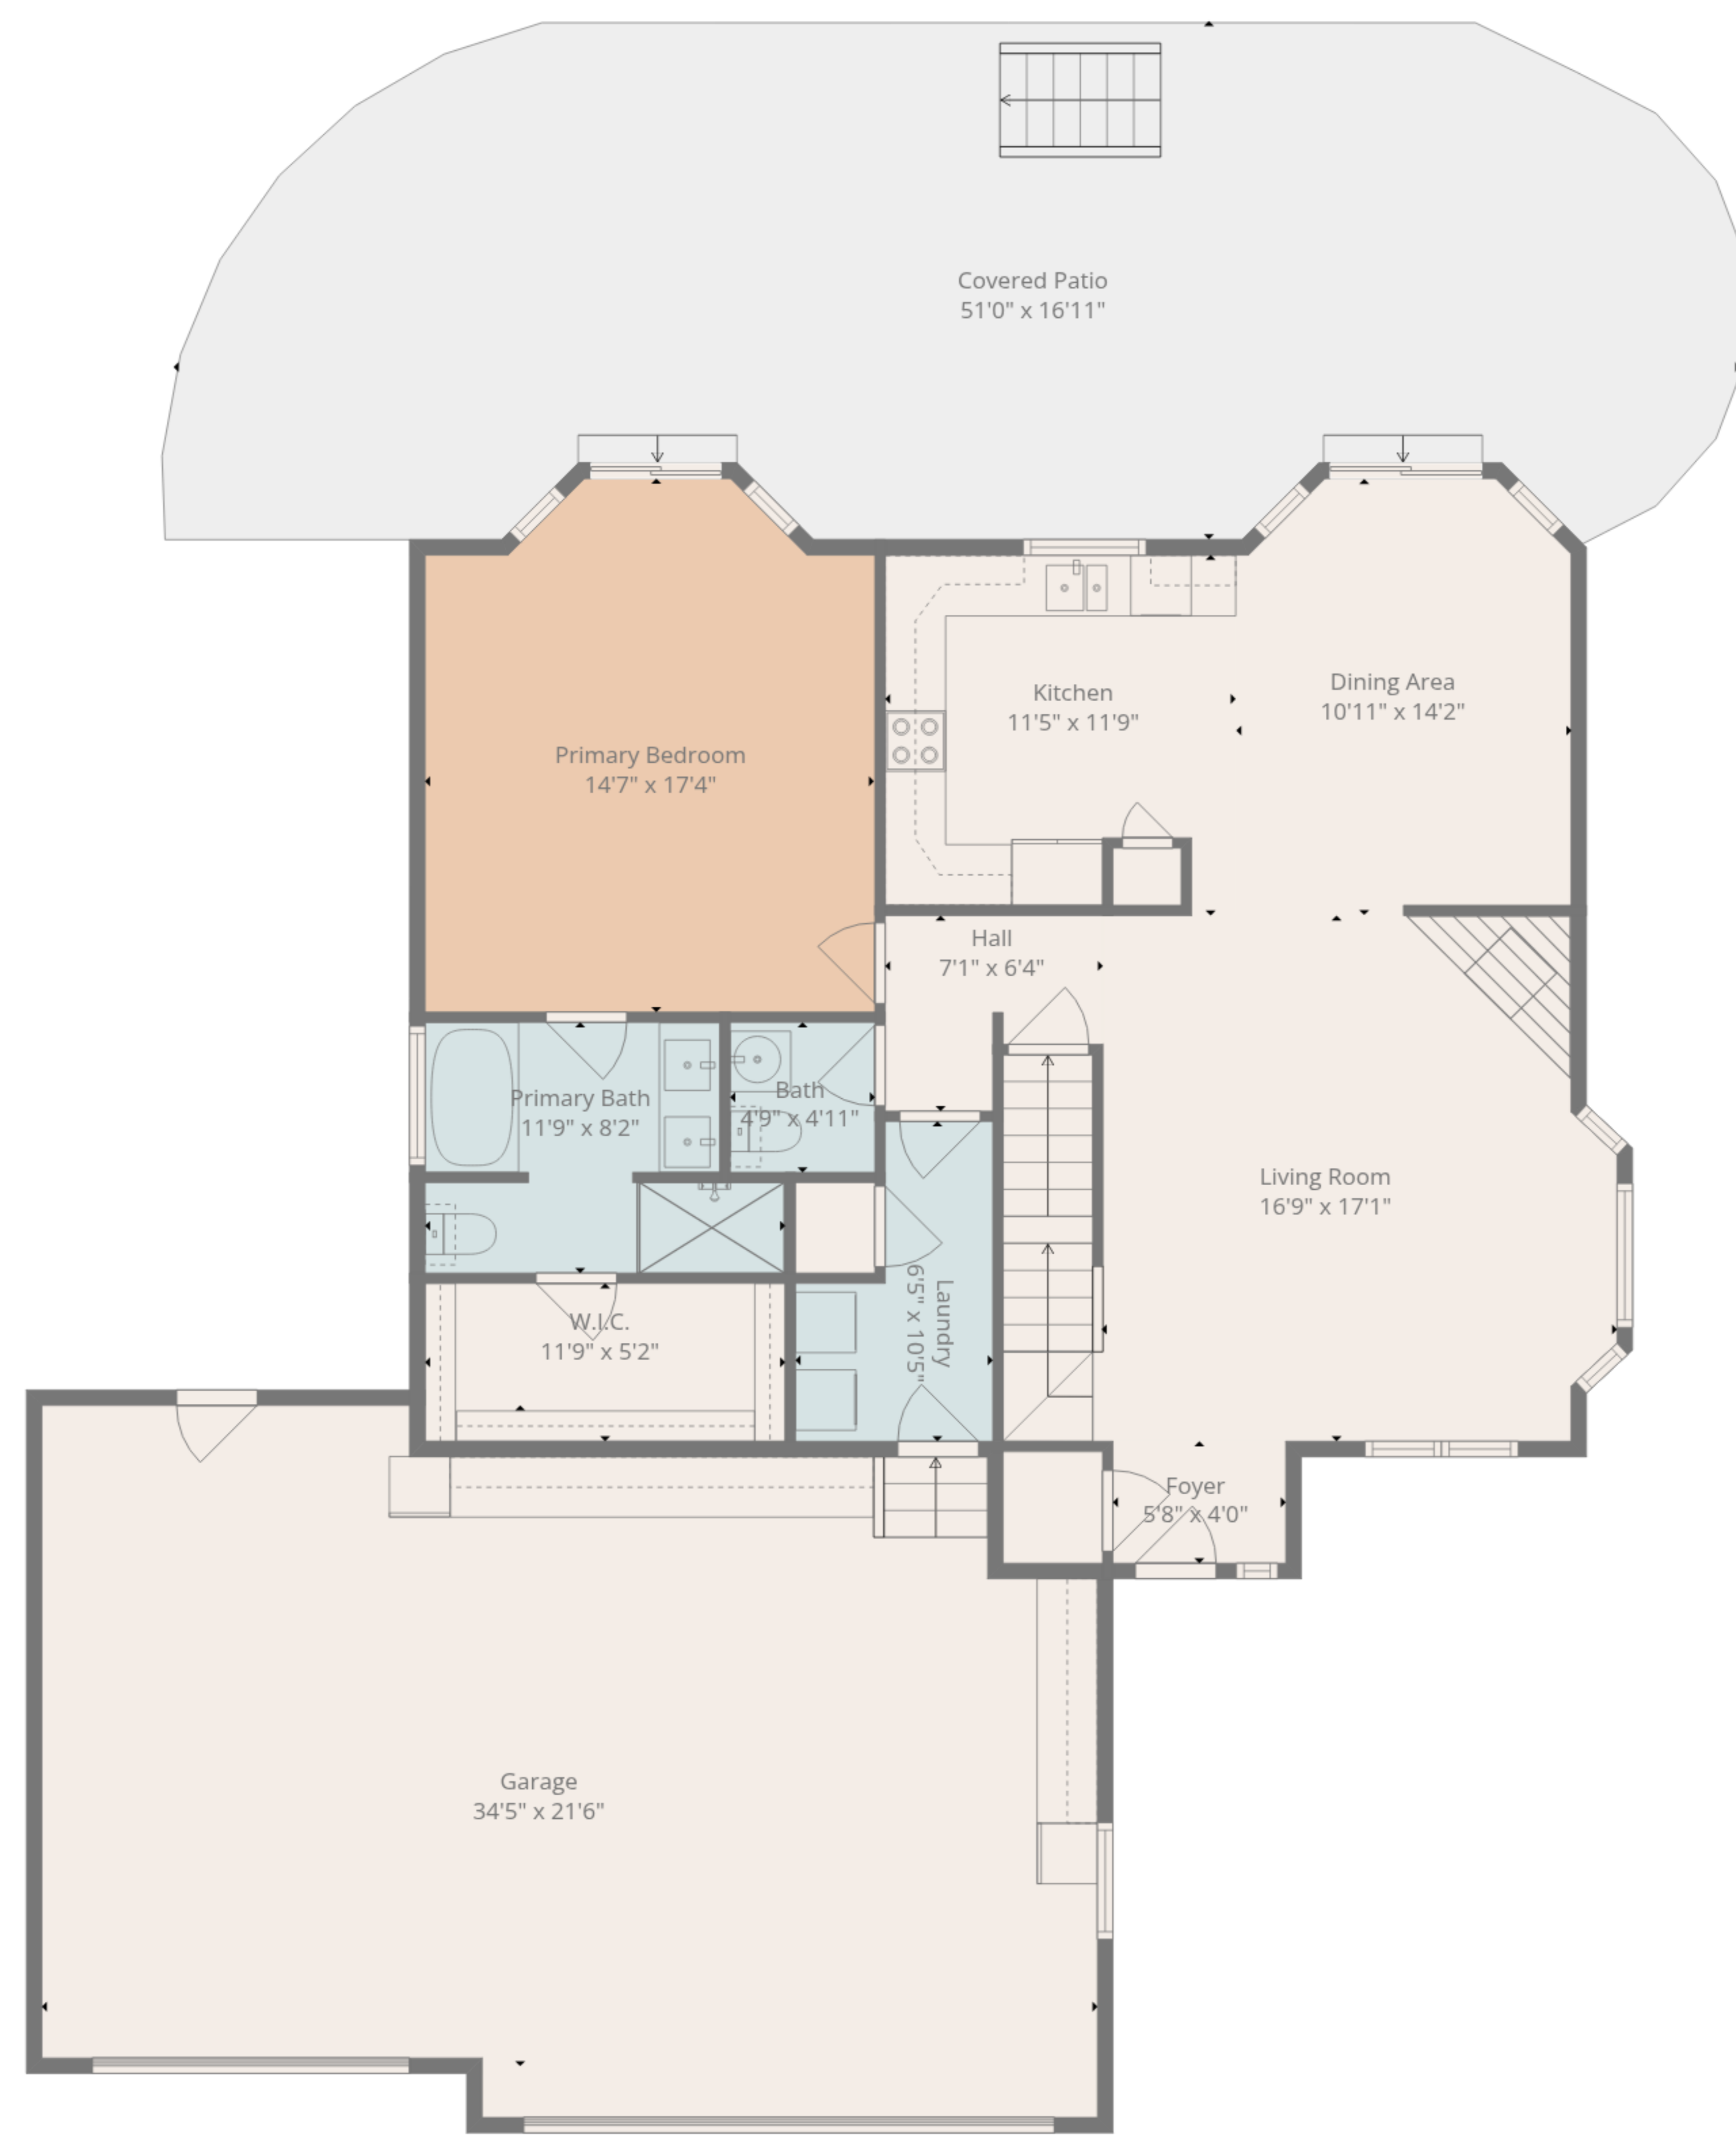 Covered Patio
51'0" x 16'11"
Kitchen
11'5" x 11'9"
Dining Area
10'11" x 14'2"
Primary Bedroom
14'7" x 17'4"
Hall
7'1" x 6'4"
Primary Bath
11'9" x 8'2"
Bath
4'9" x 4'11"
Living Room
16'9" x 17'1"
W.I.C.
11'9" x 5'2"
Laundry
6'5" x 10'5"
Foyer
5'8" x 4'0"
Garage
34'5" x 21'6"